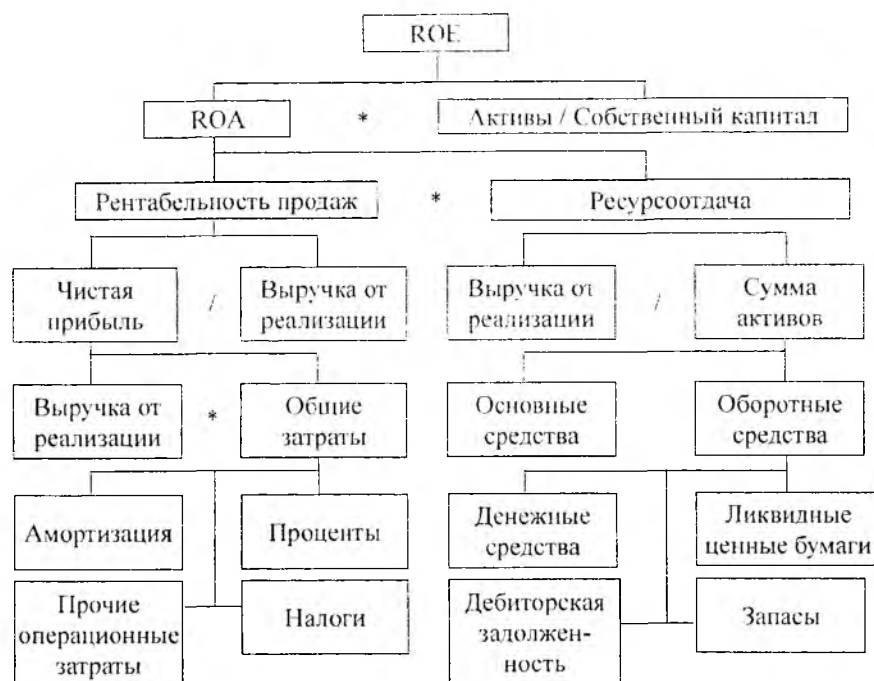 ROE
ROA * Активы / Собственный капитал
Рентабельность продаж * Ресурсоотдача
Чистая
прибыль
/
Выручка от
реализации
Выручка от
реализации
/
Сумма
активов
Выручка от
реализации
*
Общие
затраты
Основные
средства
Оборотные
средства
Амортизация
Проценты
Денежные
средства
Ликвидные
ценные бумаги
Прочие
операционные
затраты
Налоги
Дебиторская
задолжен-
ность
Запасы